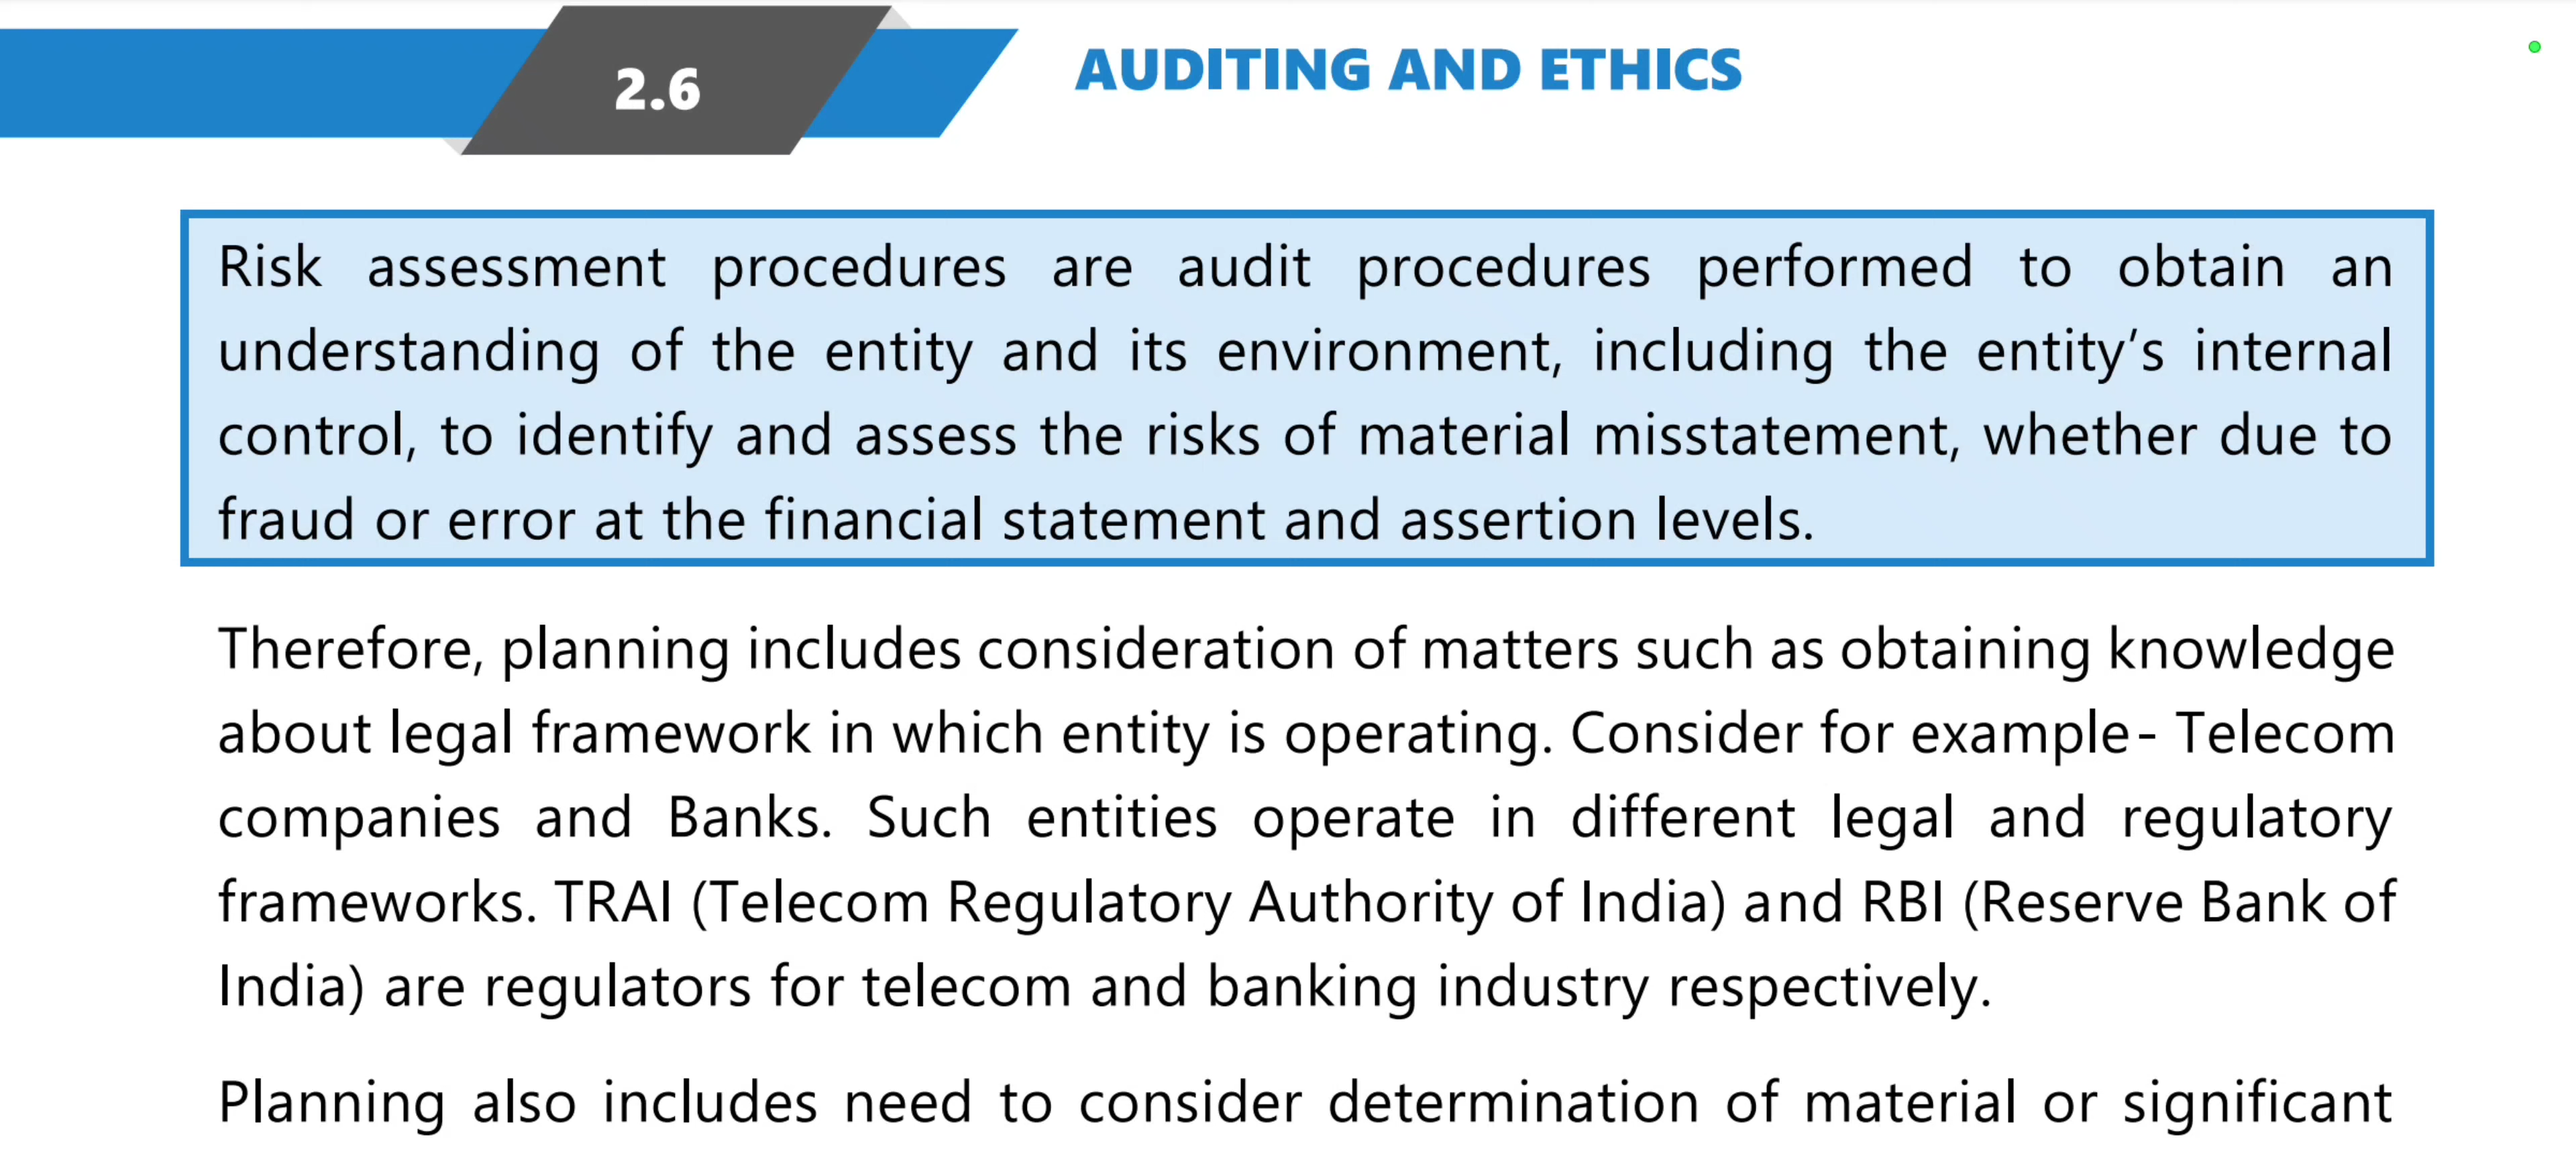 2.6
AUDITING AND ETHICS
Risk assessment procedures are audit procedures performed to obtain an
understanding of the entity and its environment, including the entity’s internal
control, to identify and assess the risks of material misstatement, whether due to
fraud or error at the financial statement and assertion levels.
Therefore, planning includes consideration of matters such as obtaining knowledge
about legal framework in which entity is operating. Consider for example- Telecom
companies and Banks. Such entities operate in different legal and regulatory
frameworks. TRAI (Telecom Regulatory Authority of India) and RBI (Reserve Bank of
India) are regulators for telecom and banking industry respectively.
Planning also includes need to consider determination of material or significant